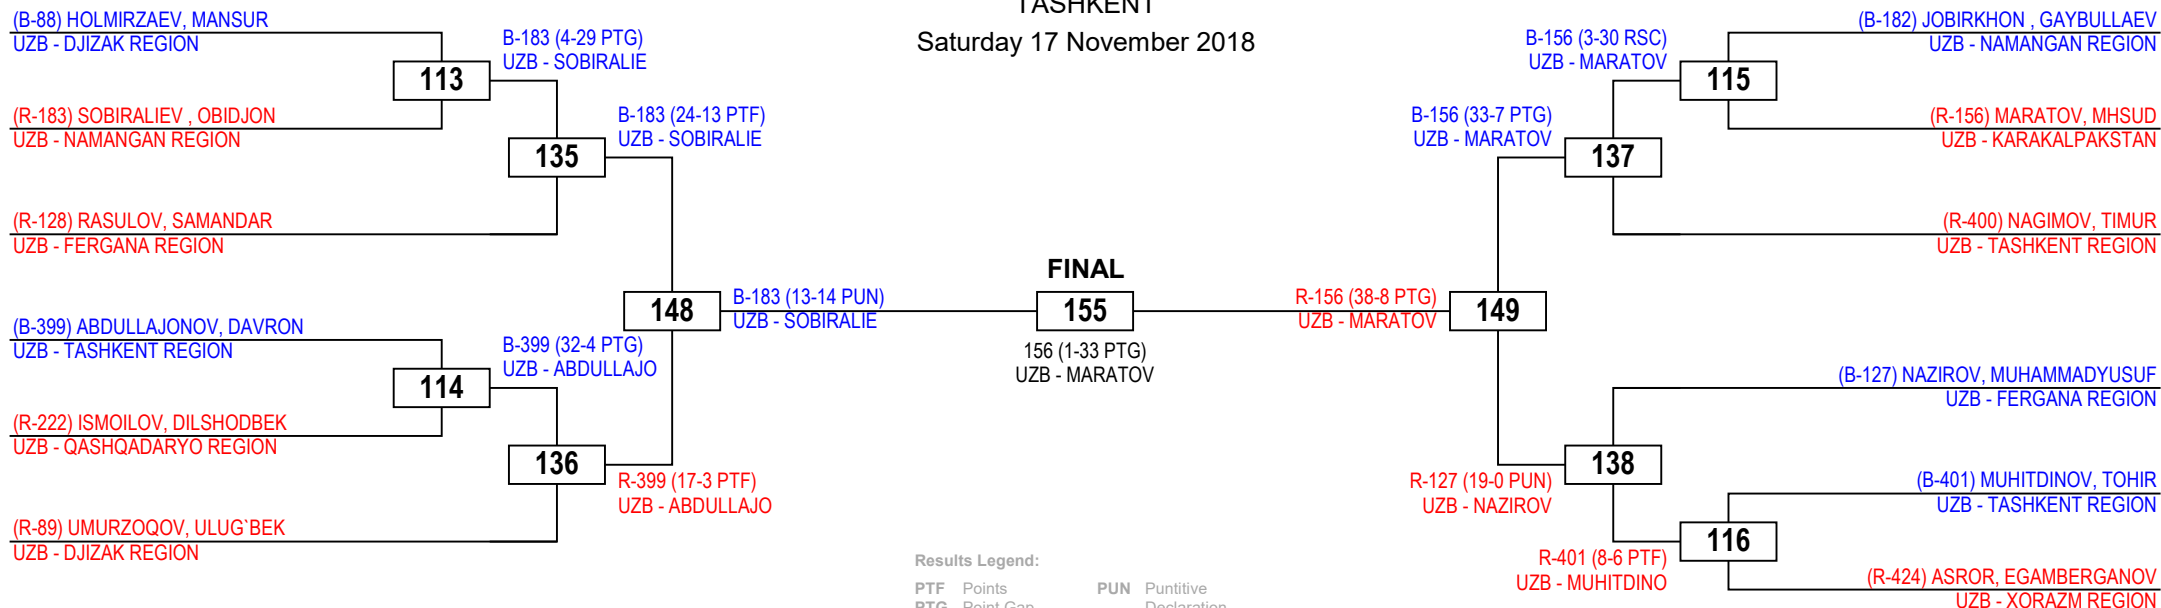 TASHKENT
Saturday 17 November 2018
(B-88) HOLMIRZAEV, MANSUR
UZB - DJIZAK REGION
113
(R-183) SOBIRALIEV , OBIDJON
UZB - NAMANGAN REGION
B-183 (4-29 PTG)
UZB - SOBIRALIE
135
B-183 (24-13 PTF)
UZB - SOBIRALIE
(R-128) RASULOV, SAMANDAR
UZB - FERGANA REGION
148
B-183 (13-14 PUN)
UZB - SOBIRALIE
(B-399) ABDULLAJONOV, DAVRON
UZB - TASHKENT REGION
114
(R-222) ISMOILOV, DILSHODBEK
UZB - QASHQADARYO REGION
B-399 (32-4 PTG)
UZB - ABDULLAJO
136
R-399 (17-3 PTF)
UZB - ABDULLAJO
(R-89) UMURZOQOV, ULUG`BEK
UZB - DJIZAK REGION
FINAL
155
156 (1-33 PTG)
UZB - MARATOV
(B-182) JOBIRKHON , GAYBULLAEV
UZB - NAMANGAN REGION
B-156 (3-30 RSC)
UZB - MARATOV
115
(R-156) MARATOV, MHSUD
UZB - KARAKALPAKSTAN
B-156 (33-7 PTG)
UZB - MARATOV
137
(R-400) NAGIMOV, TIMUR
UZB - TASHKENT REGION
R-156 (38-8 PTG)
UZB - MARATOV
149
(B-127) NAZIROV, MUHAMMADYUSUF
UZB - FERGANA REGION
138
R-127 (19-0 PUN)
UZB - NAZIROV
(B-401) MUHITDINOV, TOHIR
UZB - TASHKENT REGION
116
R-401 (8-6 PTF)
UZB - MUHITDINO
(R-424) ASROR, EGAMBERGANOV
UZB - XORAZM REGION
Results Legend:
PTF Points PUN Puntitive
PTG Point Gap Declaration